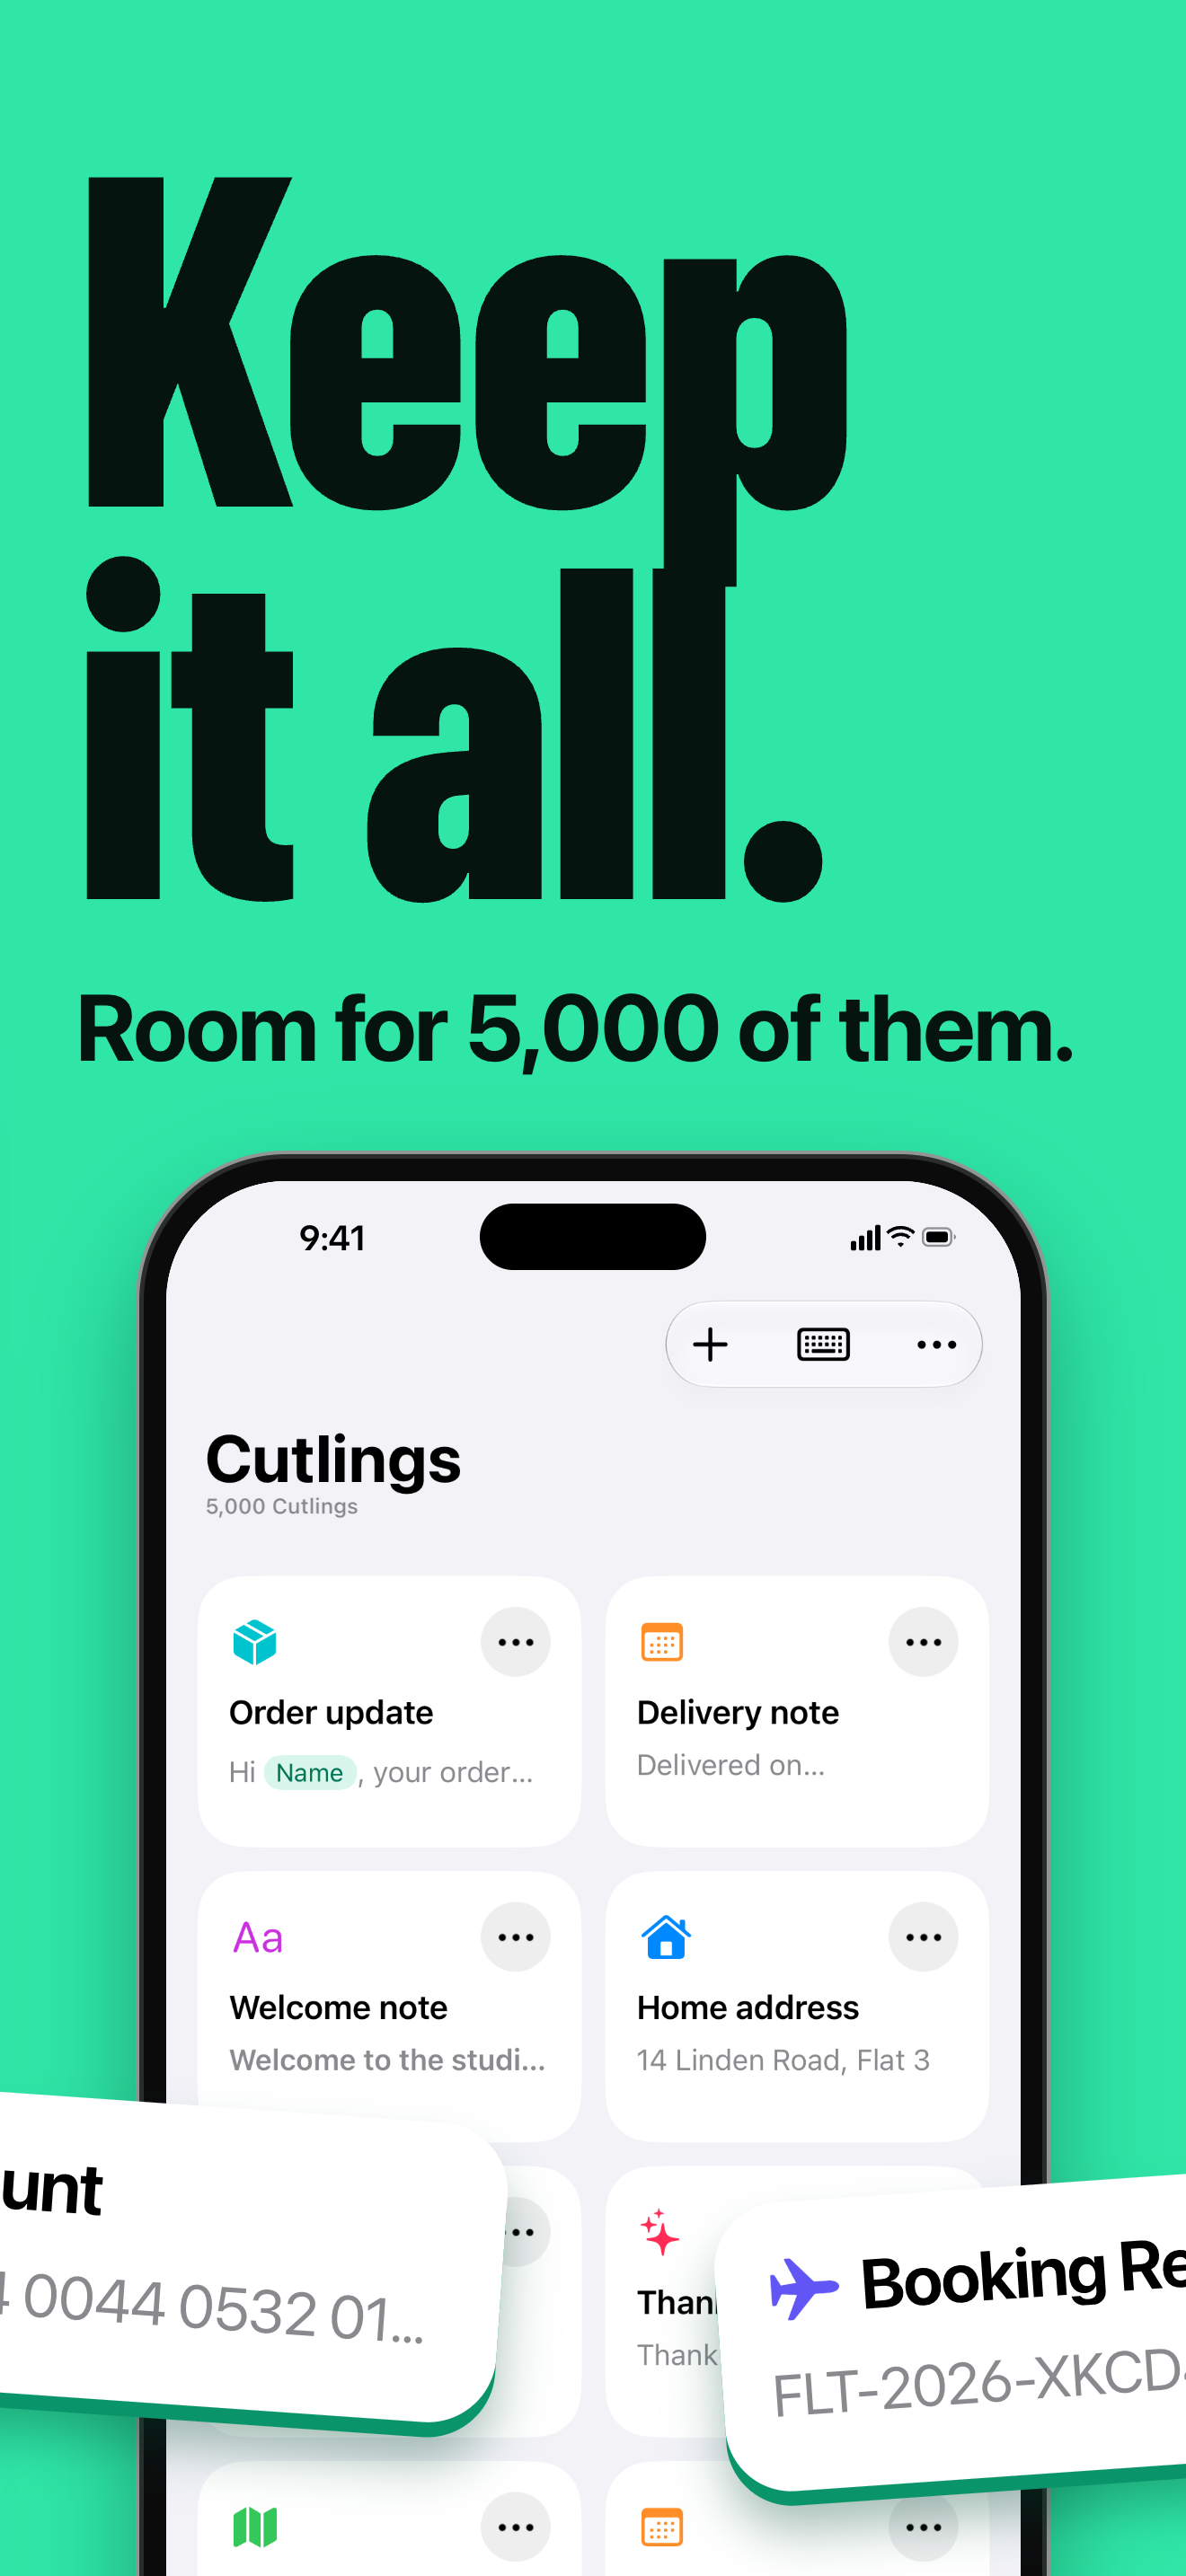 Keep
it all.
Room for 5,000 of them.
9:41
Cutlings
5,000 Cutlings
Order update
Hi Name, your order...
Delivery note
Delivered on...
Aa
Welcome note
Welcome to the studi...
Home address
14 Linden Road, Flat 3
unt
0044 0532 01...
Than
Thank
Booking Re
FLT-2026-XKCD